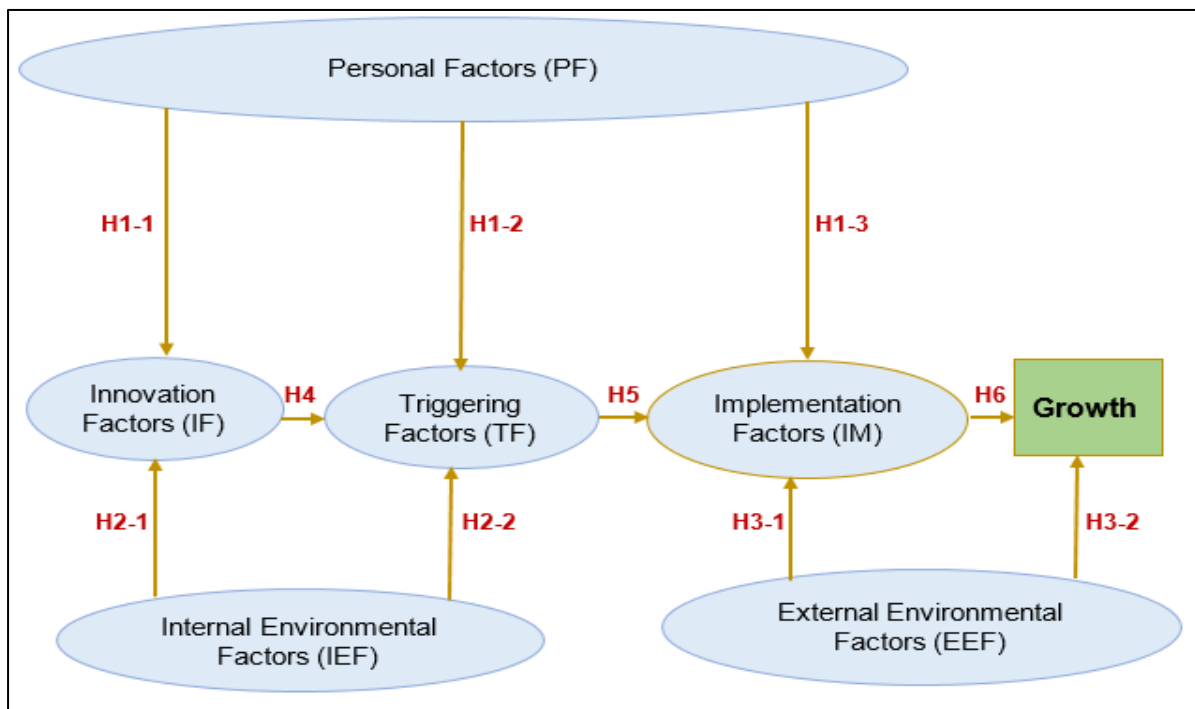 Personal Factors (PF)
H1-1
H1-2
H1-3
Innovation
Factors (IF)
H4
Triggering
Factors (TF)
H5
Implementation
Factors (IM)
H6
Growth
H2-1
H2-2
H3-1
H3-2
Internal Environmental
Factors (IEF)
External Environmental
Factors (EEF)